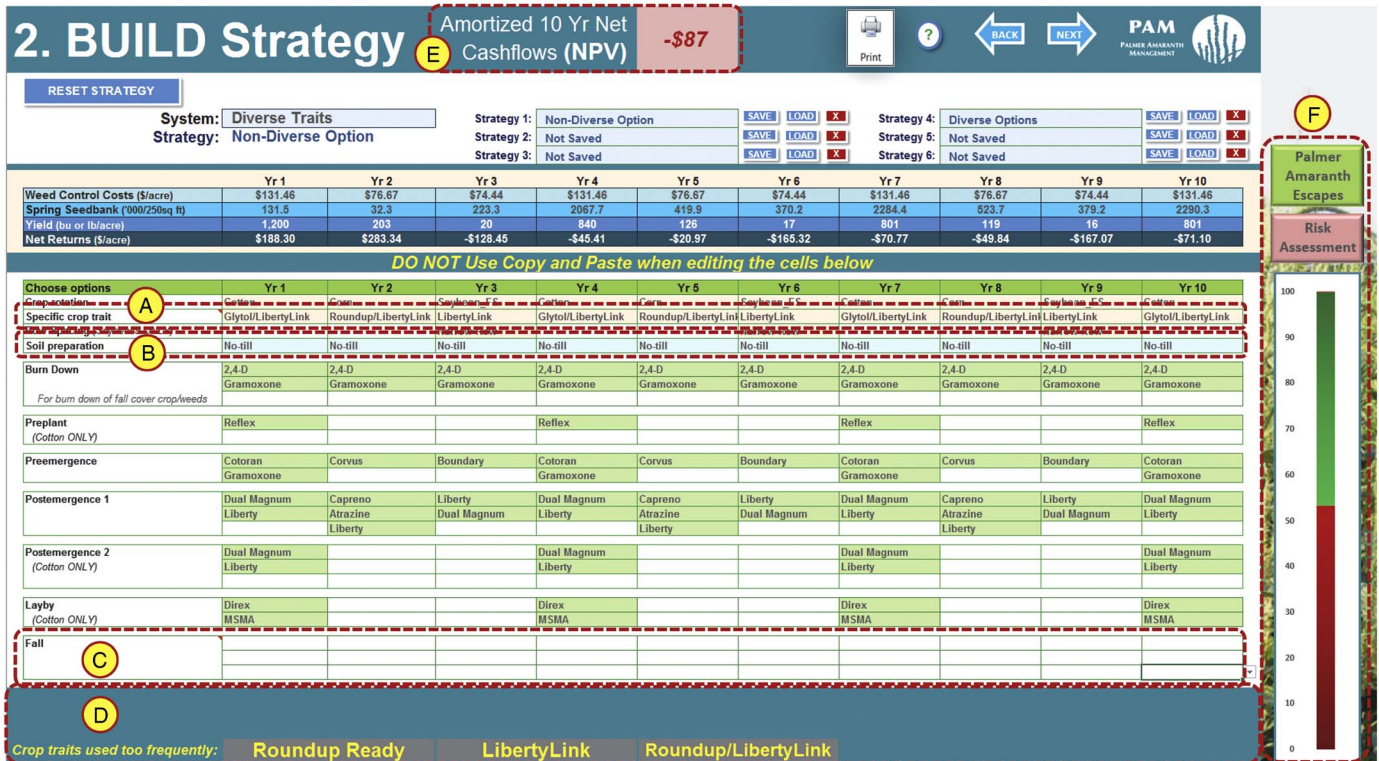 2. BUILD Strategy
Amortized 10 Yr Net
Cashflows (NPV)
-$87
E
Print
?
BACK
NEXT
PAM
PALMER AMARANTH
MANAGEMENT
RESET STRATEGY
System: Diverse Traits
Strategy: Non-Diverse Option
Strategy 1: Non-Diverse Option SAVE LOAD X
Strategy 2: Not Saved SAVE LOAD X
Strategy 3: Not Saved SAVE LOAD X
Strategy 4: Diverse Options SAVE LOAD X
Strategy 5: Not Saved SAVE LOAD X
Strategy 6: Not Saved SAVE LOAD X
F
Palmer
Amaranth
Escapes
Risk
Assessment
Yr 1 Yr 2 Yr 3 Yr 4 Yr 5 Yr 6 Yr 7 Yr 8 Yr 9 Yr 10
Weed Control Costs ($/acre) $131.46 $76.67 $74.44 $131.46 $76.67 $74.44 $131.46 $76.67 $74.44 $131.46
Spring Seedbank ('000/250sq ft) 131.5 32.3 223.3 2067.7 419.9 370.2 2284.4 523.7 379.2 2290.3
Yield (bu or lb/acre) 1,200 203 20 840 126 17 801 119 16 801
Net Returns ($/acre) $188.30 $283.34 -$128.45 -$45.41 -$20.97 -$165.32 -$70.77 -$49.84 -$167.07 -$71.10
DO NOT Use Copy and Paste when editing the cells below
Choose options Yr 1 Yr 2 Yr 3 Yr 4 Yr 5 Yr 6 Yr 7 Yr 8 Yr 9 Yr 10
Crop rotation Cotton Corn Soybean_FS Cotton Corn Soybean_FS Cotton Corn Soybean_FS Cotton
A
Specific crop trait Glytol/LibertyLink Roundup/LibertyLink LibertyLink Glytol/LibertyLink Roundup/LibertyLink LibertyLink Glytol/LibertyLink Roundup/LibertyLink LibertyLink Glytol/LibertyLink
Soil preparation No-till No-till No-till No-till No-till No-till No-till No-till No-till No-till
B
Burn Down 2,4-D 2,4-D 2,4-D 2,4-D 2,4-D 2,4-D 2,4-D 2,4-D 2,4-D 2,4-D
Gramoxone Gramoxone Gramoxone Gramoxone Gramoxone Gramoxone Gramoxone Gramoxone Gramoxone Gramoxone
For burn down of fall cover crop/weeds
Preplant Reflex Reflex Reflex Reflex
(Cotton ONLY)
Preemergence Cotoran Corvus Boundary Cotoran Corvus Boundary Cotoran Corvus Boundary Cotoran
Gramoxone Gramoxone Gramoxone Gramoxone
Postemergence 1 Dual Magnum Capreno Liberty Dual Magnum Capreno Liberty Dual Magnum Capreno Liberty Dual Magnum
Liberty Atrazine Dual Magnum Liberty Atrazine Dual Magnum Liberty Atrazine Dual Magnum Liberty
Liberty Liberty Liberty
Postemergence 2 Dual Magnum Dual Magnum Dual Magnum Dual Magnum
(Cotton ONLY) Liberty Liberty Liberty Liberty
Layby Direx Direx Direx Direx
(Cotton ONLY) MSMA MSMA MSMA MSMA
Fall
C
D
Crop traits used too frequently: Roundup Ready LibertyLink Roundup/LibertyLink
100
90
80
70
60
50
40
30
20
10
0